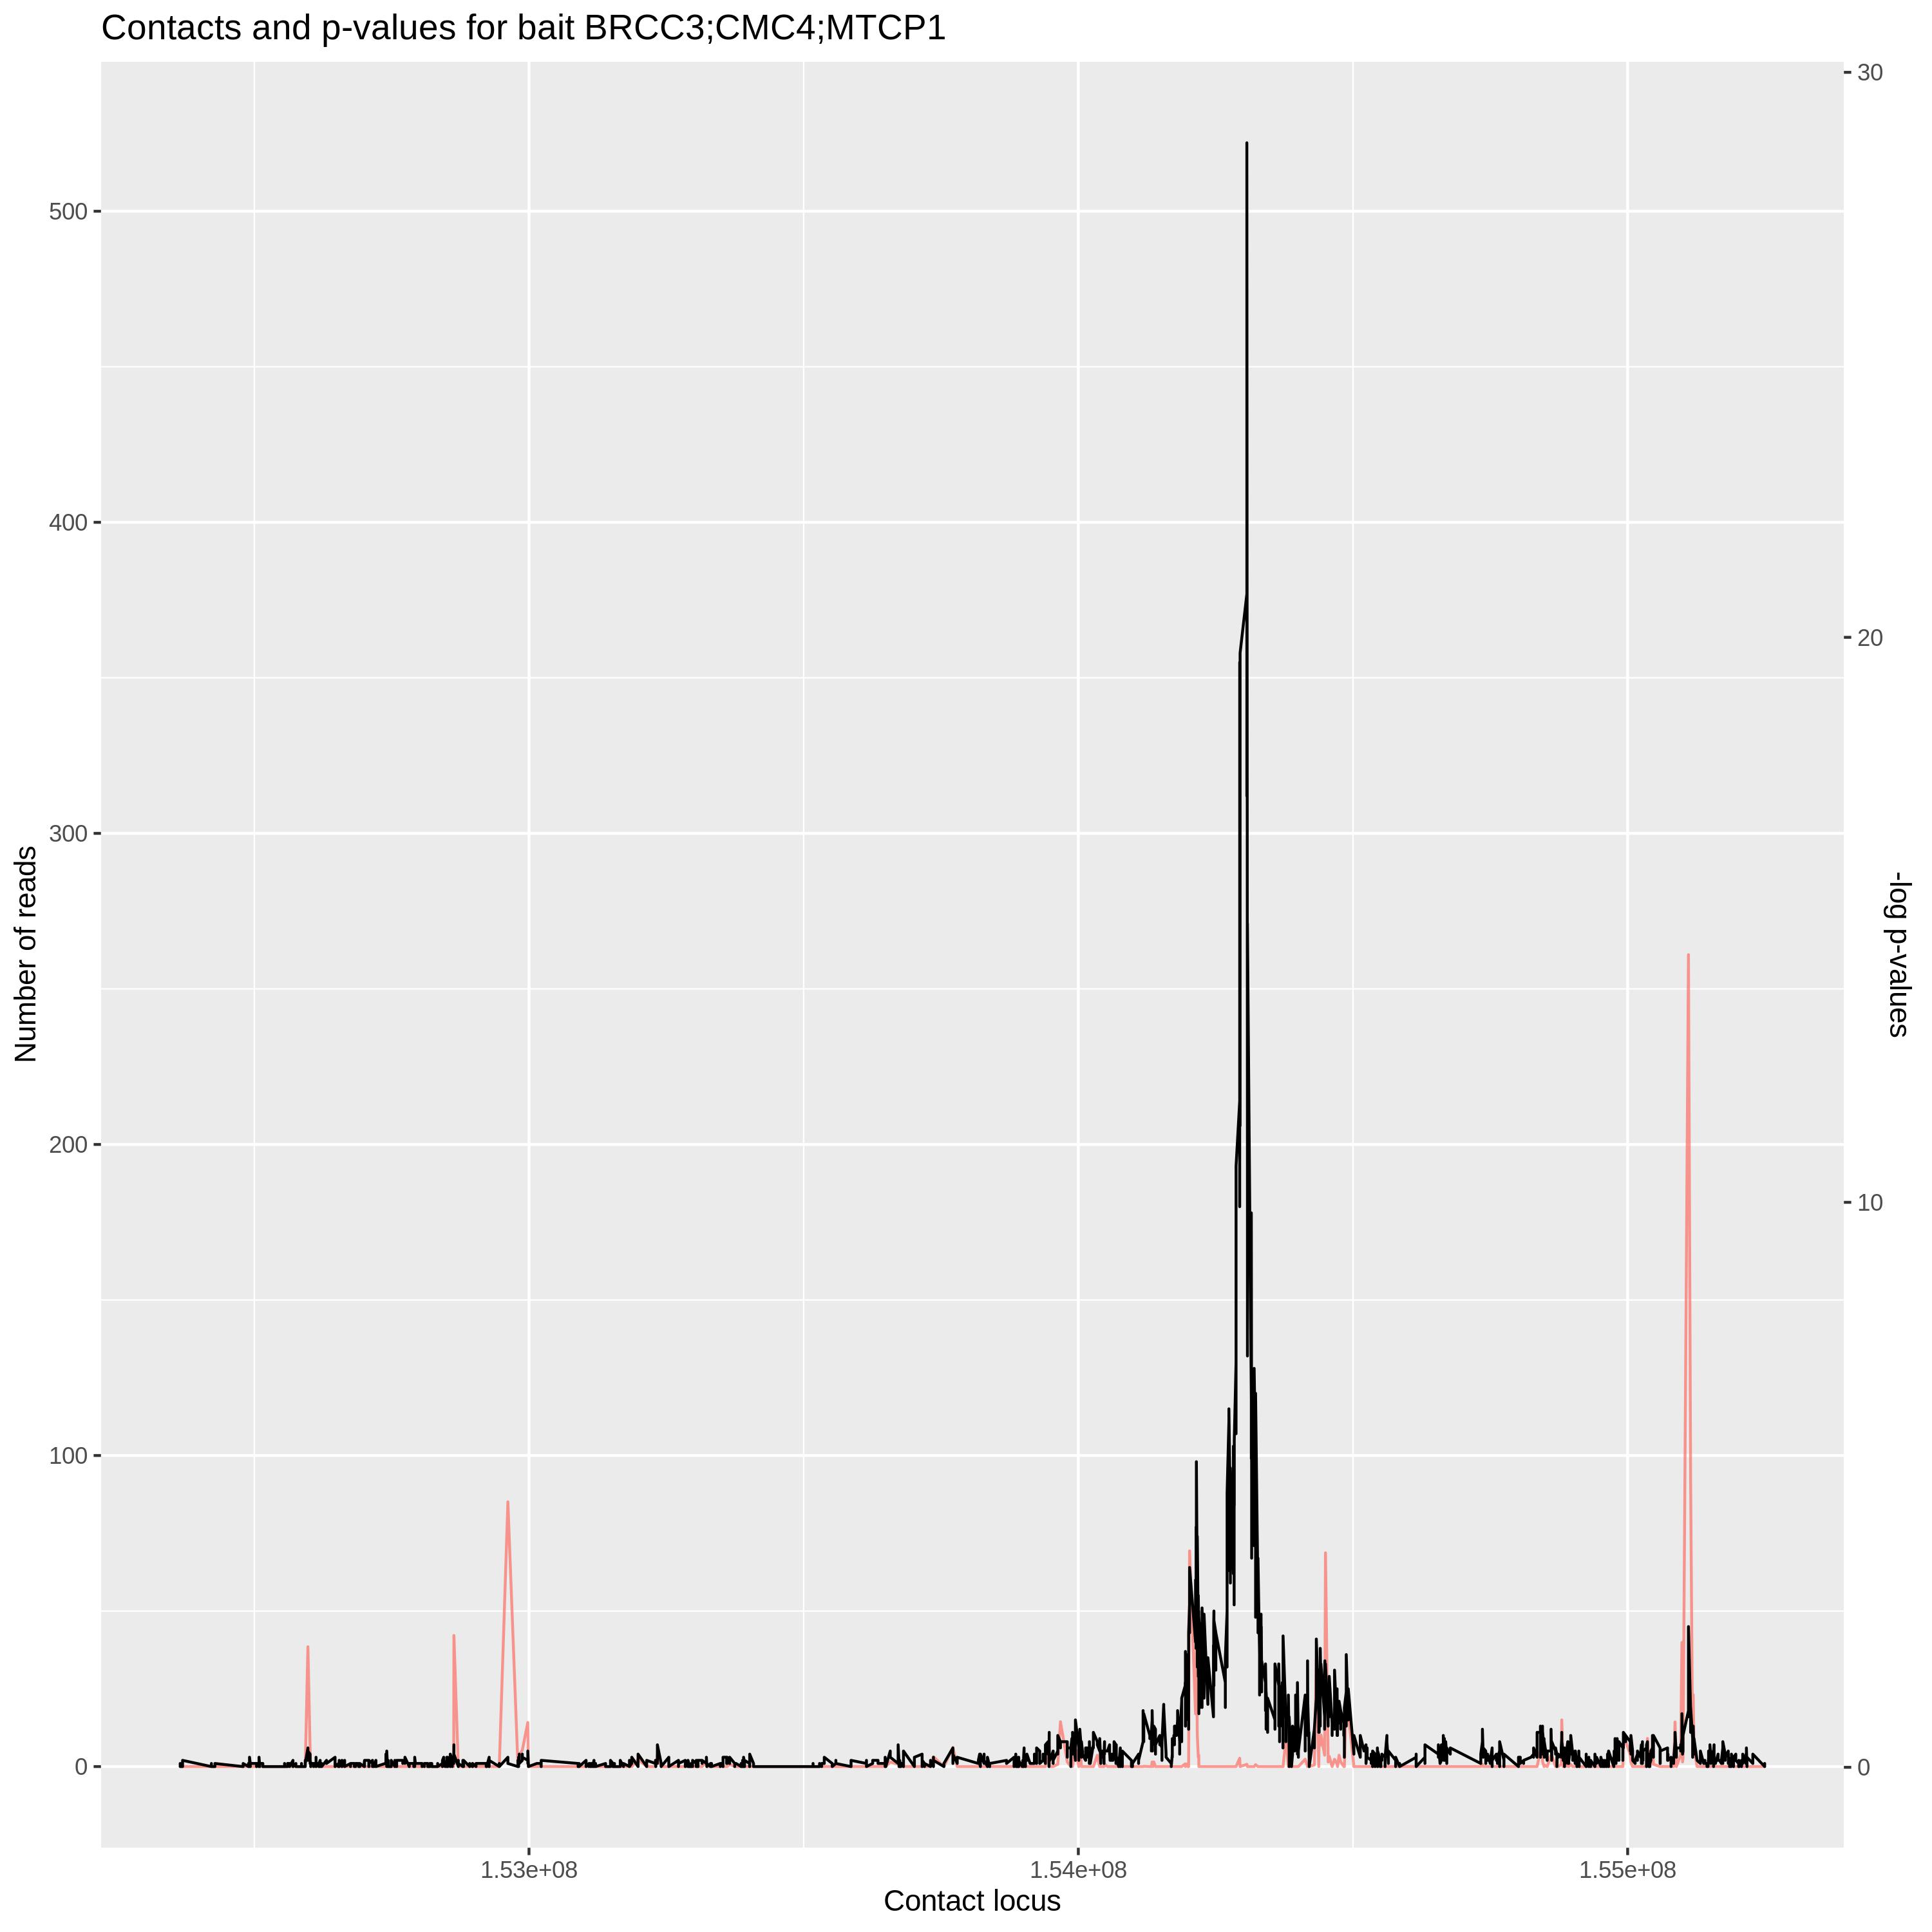 Contacts and p-values for bait BRCC3;CMC4;MTCP1
30
500
400
20
300
Number of reads
-log p-values
200
10
100
0
0
1.53e+08
1.54e+08
1.55e+08
Contact locus